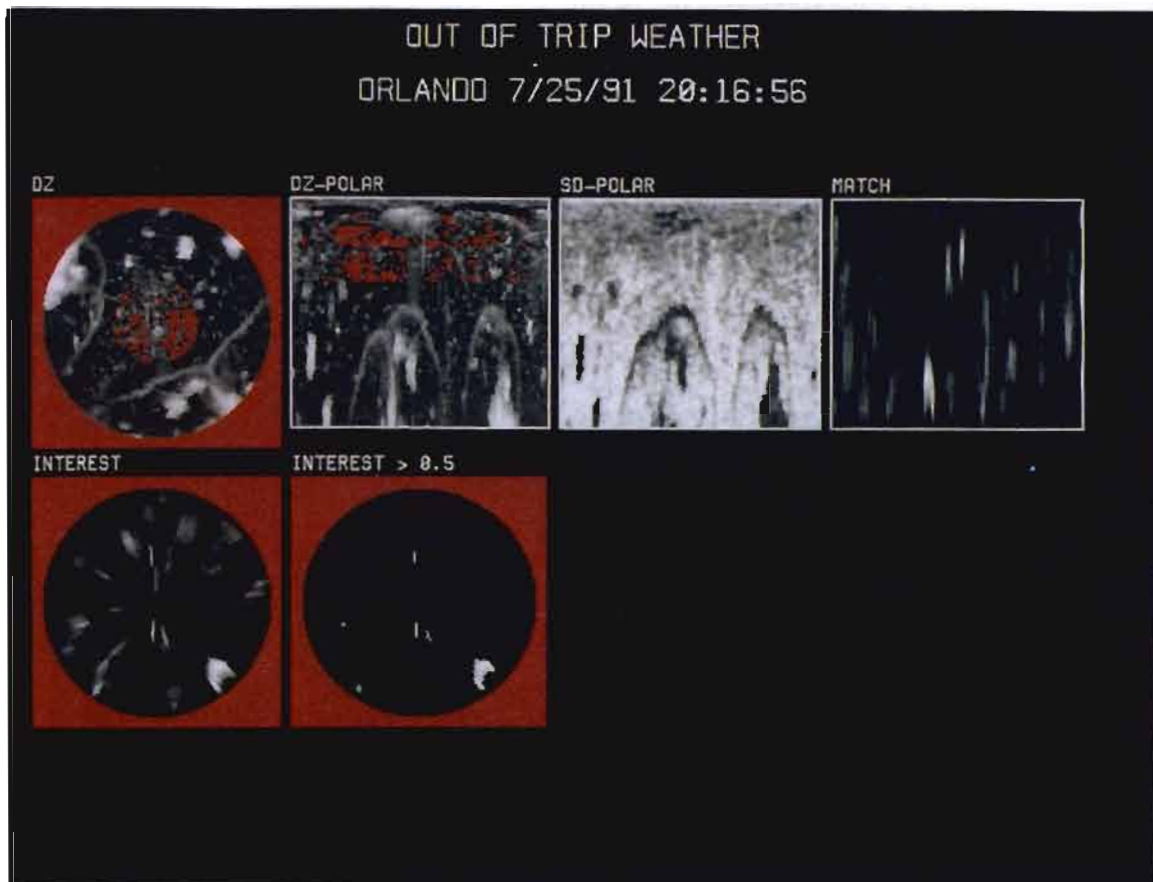 OUT OF TRIP WEATHER
ORLANDO 7/25/91 20:16:56
DZ
DZ-POLAR
SD-POLAR
MATCH
INTEREST
INTEREST > 0.5